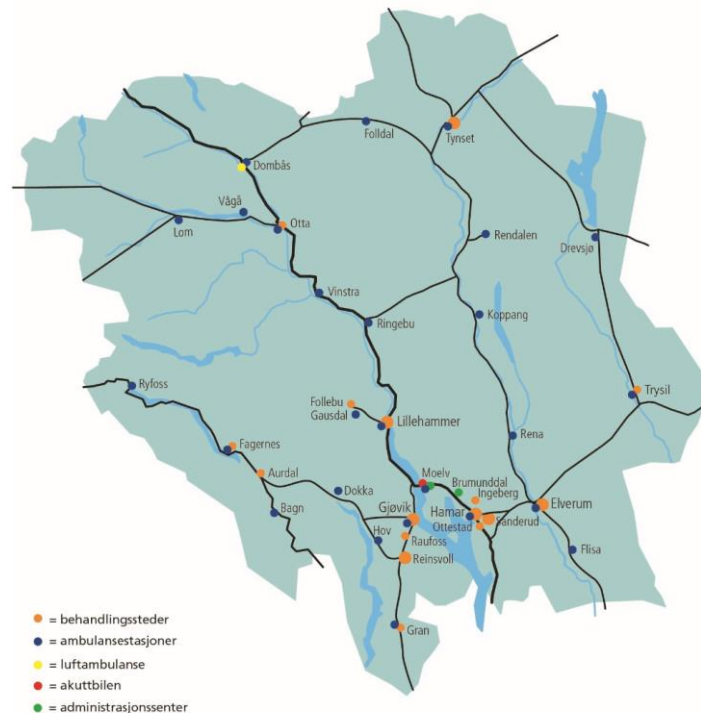 Tynset
Folldal
Dombås
Vågå
Otta
Lom
Rendalen
Drevsjø
Vinstra
Koppang
Ringebu
Ryfoss
Trysil
Follebu
Gausdal
Lillehammer
Fagernes
Rena
Aurdal
Moelv
Brumunddal
Ingeberg
Dokka
Bagn
Gjøvik
Hamar
Elverum
Ottestad
Sanderud
Hov
Raufoss
Flisa
Reinsvoll
Gran
= behandlingssteder
= ambulansestasjoner
= luftambulanse
= akuttbilen
= administrasjonssenter